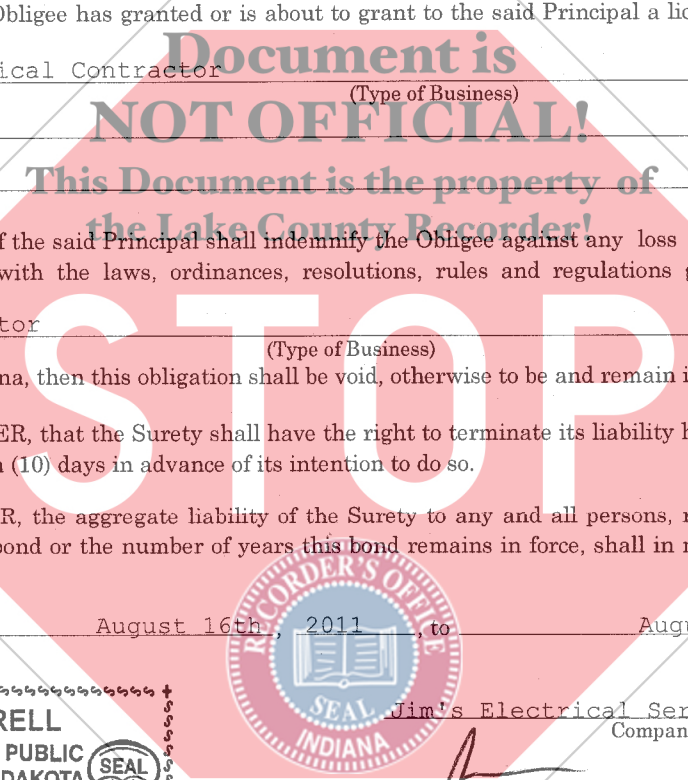 Obligee has granted or is about to grant to the said Principal a lic
ical Contractor
Document is
(Type of Business)
NOT OFFICIAL!
This Document is the property of
the Lake County Recorder!
f the said Principal shall indemnify the Obligee against any loss
with the laws, ordinances, resolutions, rules and regulations g
tor
STOP
(Type of Business)
na, then this obligation shall be void, otherwise to be and remain i
ER, that the Surety shall have the right to terminate its liability h
n (10) days in advance of its intention to do so.
R, the aggregate liability of the Surety to any and all persons, r
bond or the number of years this bond remains in force, shall in n
RECORDER'S OFFICE
August 16th, 2011, to Augu
SEAL
INDIANA
Jim's Electrical Ser
Compan
RELL
PUBLIC
DAKOTA
SEAL